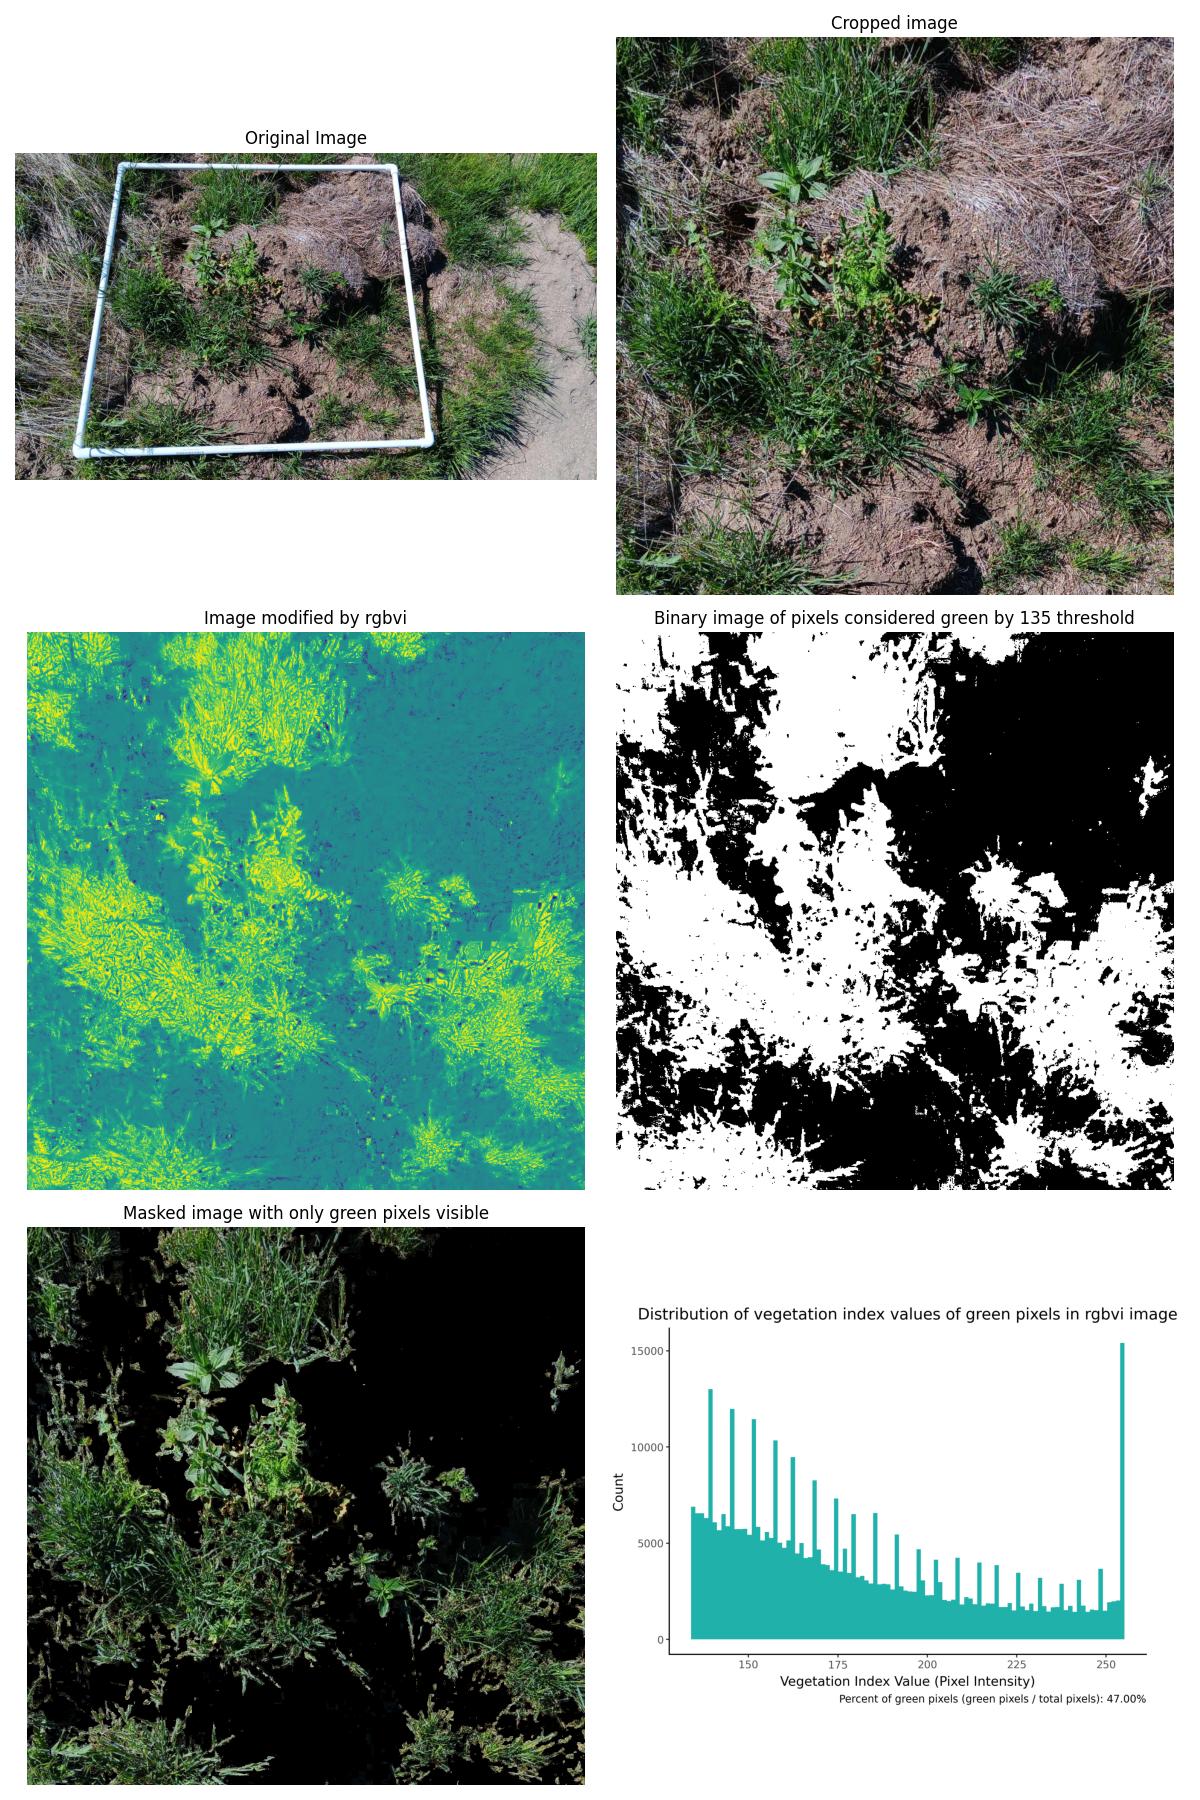 Cropped image
Original Image
Image modified by rgbvi
Binary image of pixels considered green by 135 threshold
Masked image with only green pixels visible
Distribution of vegetation index values of green pixels in rgbvi image
15000
10000
5000
0
Count
150 175 200 225 250
Vegetation Index Value (Pixel Intensity)
Percent of green pixels (green pixels / total pixels): 47.00%